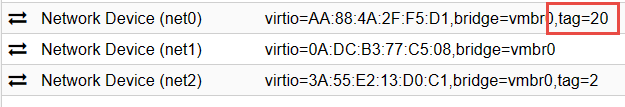 Network Device (net0) virtio=AA:88:4A:2F:F5:D1,bridge=vmbr0,tag=20
Network Device (net1) virtio=0A:DC:B3:77:C5:08,bridge=vmbr0
Network Device (net2) virtio=3A:55:E2:13:D0:C1,bridge=vmbr0,tag=2